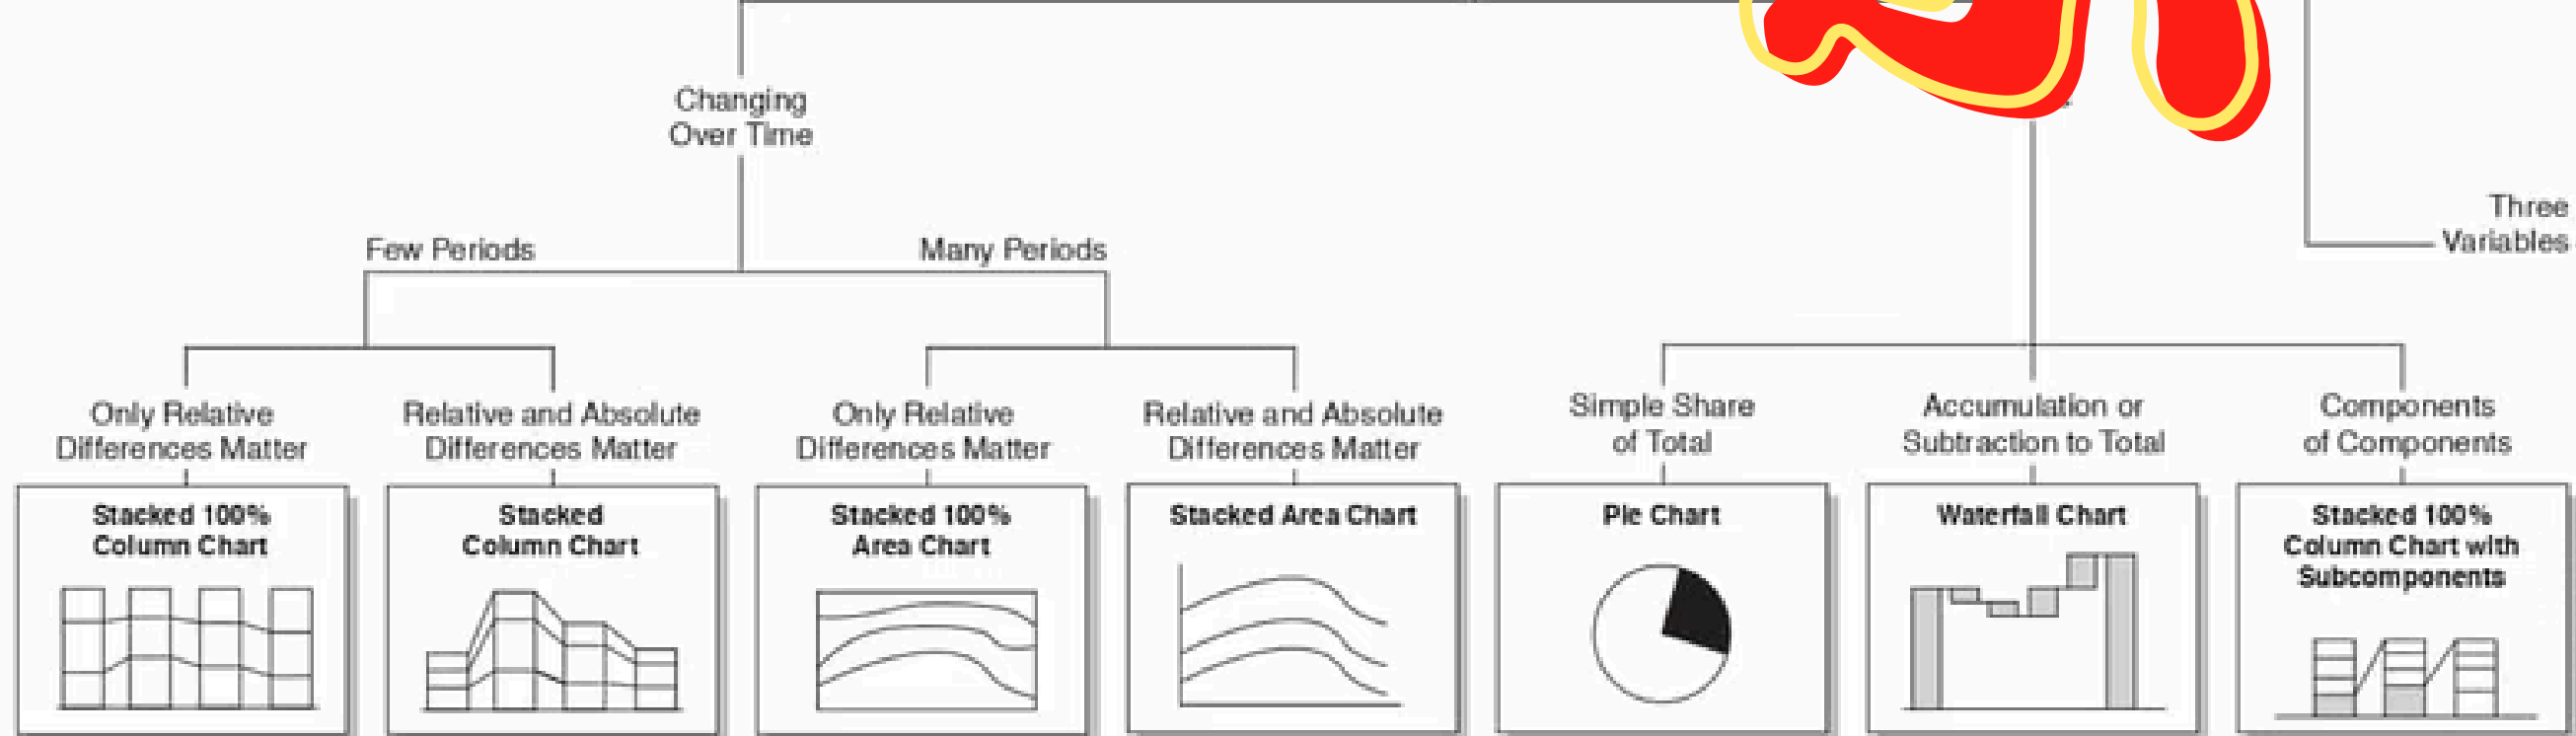 Changing
Over Time
Three
Variables
Few Periods
Many Periods
Only Relative
Differences Matter
Relative and Absolute
Differences Matter
Only Relative
Differences Matter
Relative and Absolute
Differences Matter
Simple Share
of Total
Accumulation or
Subtraction to Total
Components
of Components
Stacked 100%
Column Chart
Stacked
Column Chart
Stacked 100%
Area Chart
Stacked Area Chart
Pie Chart
Waterfall Chart
Stacked 100%
Column Chart with
Subcomponents